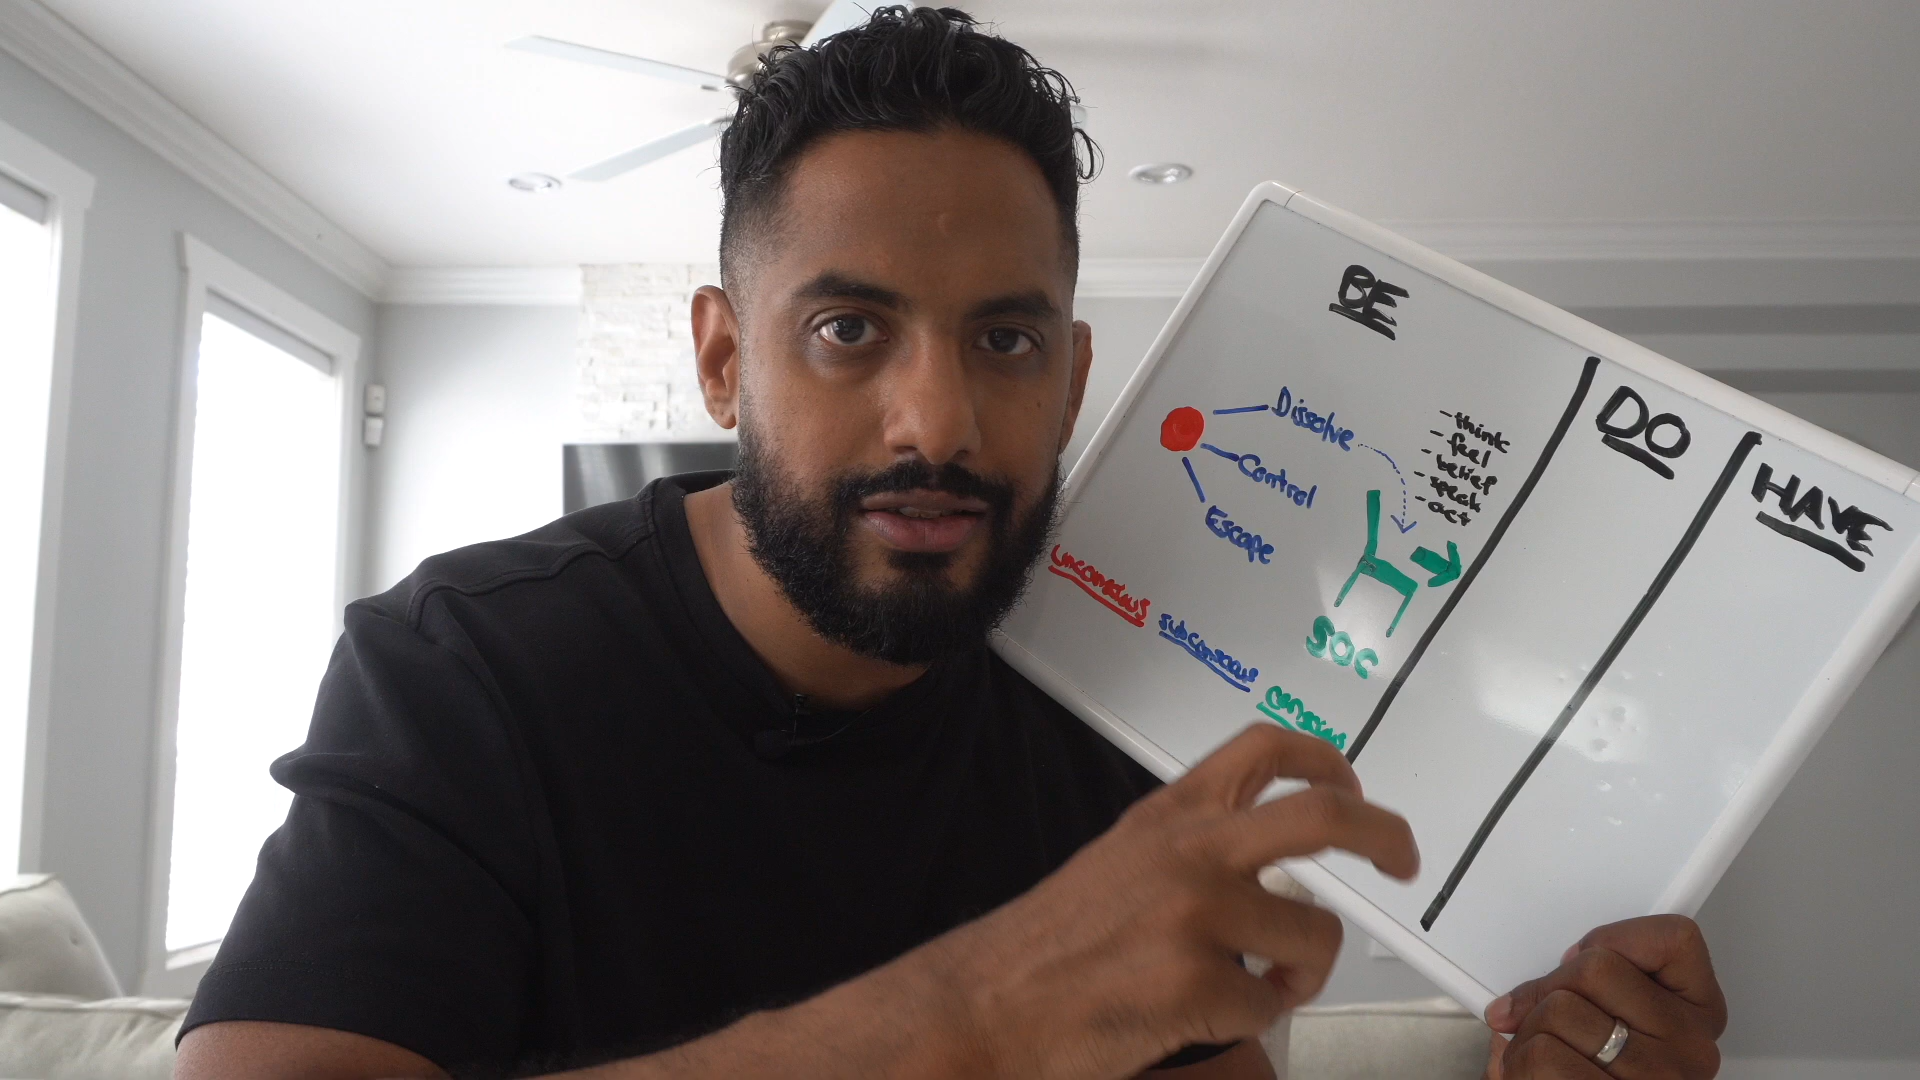 BE
Dissolve
Control
Escape
- think
- feel
- belief
- speak
- act
SOC
unconscious
subconscious
conscious
DO
HAVE